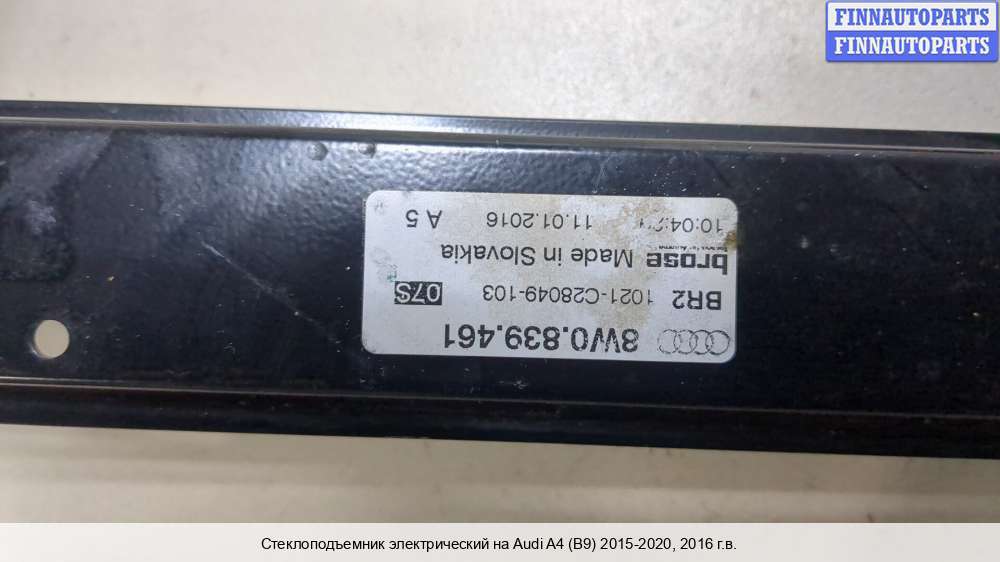 FINNAUTOPARTS
FINNAUTOPARTS
8W0.839.461
BR2 1021-C28049-103 07S
brose Made in Slovakia
11.01.2016 A 5
Стеклоподъемник электрический на Audi A4 (B9) 2015-2020, 2016 г.в.